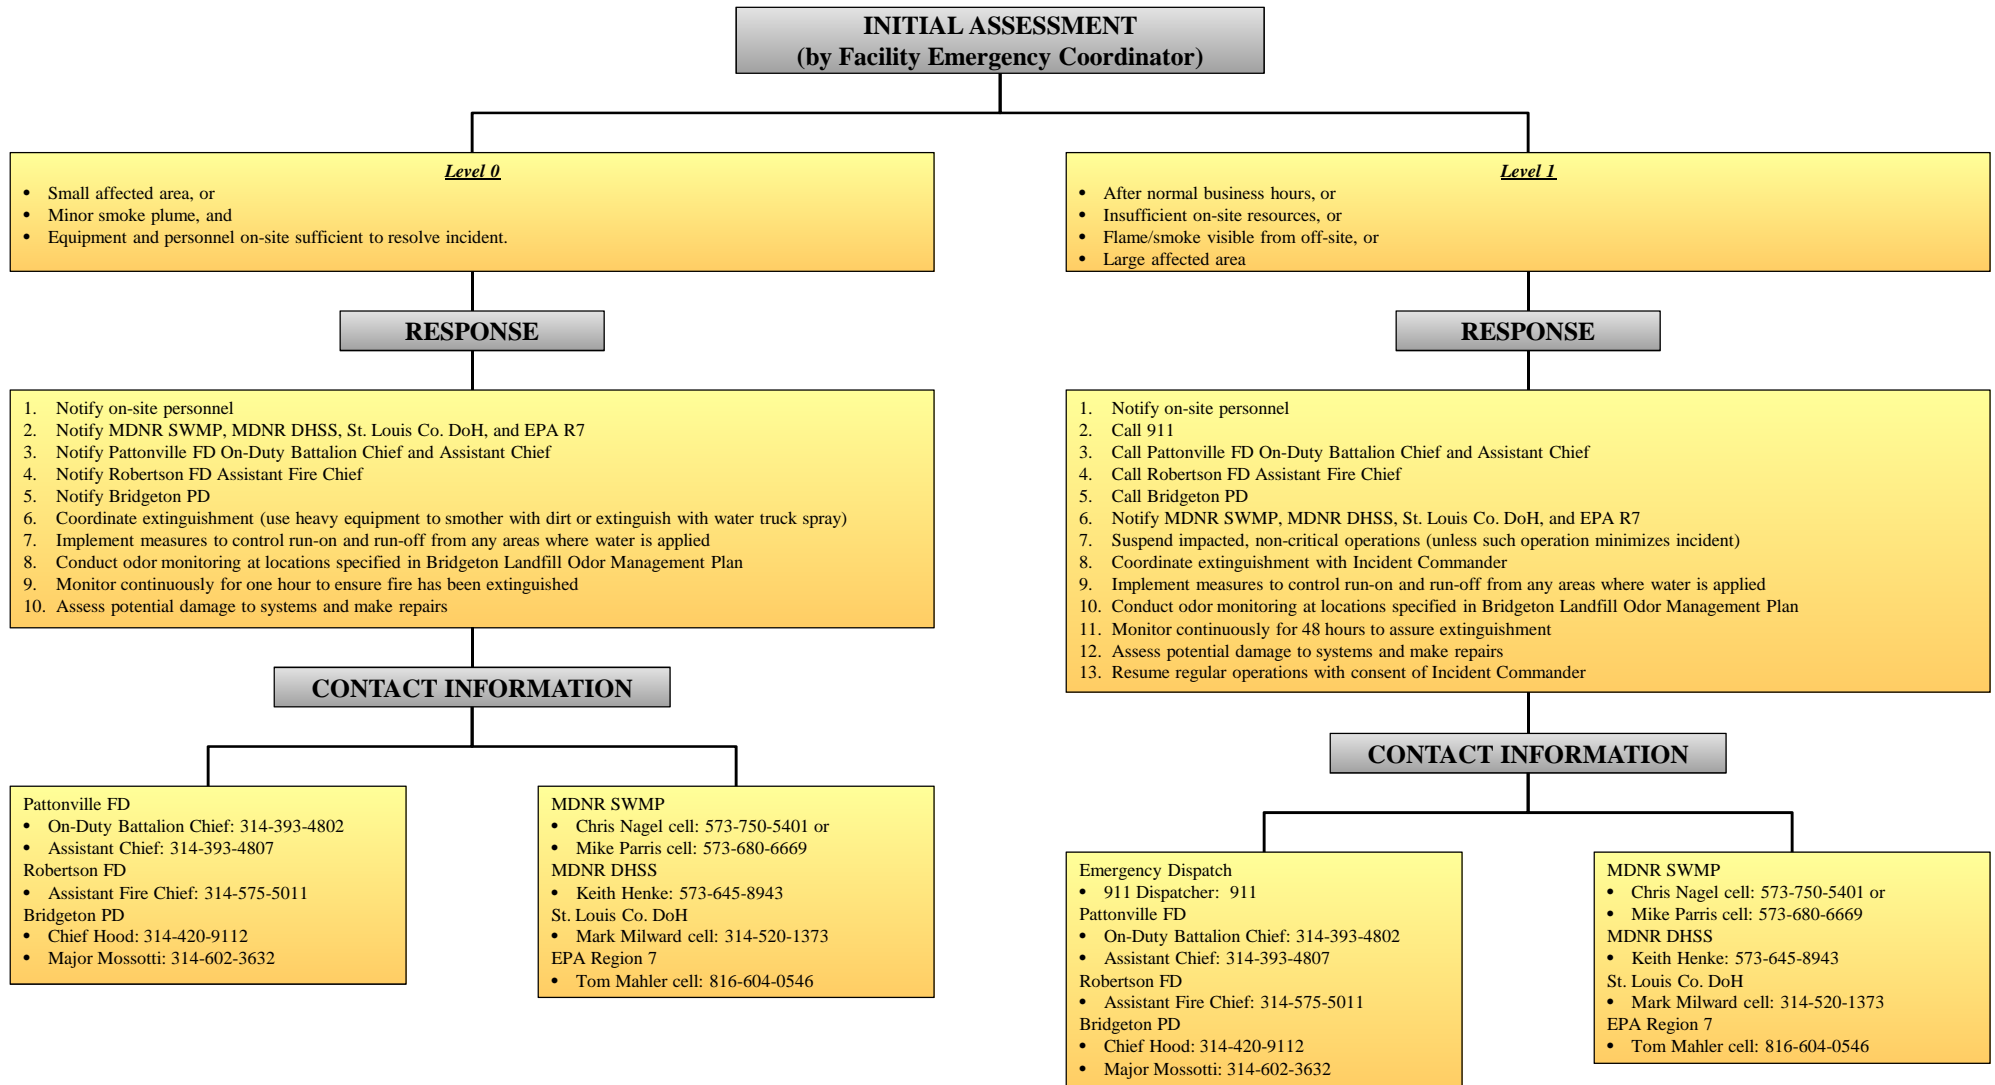 INITIAL ASSESSMENT
(by Facility Emergency Coordinator)
Level 0
• Small affected area, or
• Minor smoke plume, and
• Equipment and personnel on-site sufficient to resolve incident.
RESPONSE
1. Notify on-site personnel
2. Notify MDNR SWMP, MDNR DHSS, St. Louis Co. DoH, and EPA R7
3. Notify Pattonville FD On-Duty Battalion Chief and Assistant Chief
4. Notify Robertson FD Assistant Fire Chief
5. Notify Bridgeton PD
6. Coordinate extinguishment (use heavy equipment to smother with dirt or extinguish with water truck spray)
7. Implement measures to control run-on and run-off from any areas where water is applied
8. Conduct odor monitoring at locations specified in Bridgeton Landfill Odor Management Plan
9. Monitor continuously for one hour to ensure fire has been extinguished
10. Assess potential damage to systems and make repairs
CONTACT INFORMATION
Pattonville FD
• On-Duty Battalion Chief: 314-393-4802
• Assistant Chief: 314-393-4807
Robertson FD
• Assistant Fire Chief: 314-575-5011
Bridgeton PD
• Chief Hood: 314-420-9112
• Major Mossotti: 314-602-3632
MDNR SWMP
• Chris Nagel cell: 573-750-5401 or
• Mike Parris cell: 573-680-6669
MDNR DHSS
• Keith Henke: 573-645-8943
St. Louis Co. DoH
• Mark Milward cell: 314-520-1373
EPA Region 7
• Tom Mahler cell: 816-604-0546
Level 1
• After normal business hours, or
• Insufficient on-site resources, or
• Flame/smoke visible from off-site, or
• Large affected area
RESPONSE
1. Notify on-site personnel
2. Call 911
3. Call Pattonville FD On-Duty Battalion Chief and Assistant Chief
4. Call Robertson FD Assistant Fire Chief
5. Call Bridgeton PD
6. Notify MDNR SWMP, MDNR DHSS, St. Louis Co. DoH, and EPA R7
7. Suspend impacted, non-critical operations (unless such operation minimizes incident)
8. Coordinate extinguishment with Incident Commander
9. Implement measures to control run-on and run-off from any areas where water is applied
10. Conduct odor monitoring at locations specified in Bridgeton Landfill Odor Management Plan
11. Monitor continuously for 48 hours to assure extinguishment
12. Assess potential damage to systems and make repairs
13. Resume regular operations with consent of Incident Commander
CONTACT INFORMATION
Emergency Dispatch
• 911 Dispatcher: 911
Pattonville FD
• On-Duty Battalion Chief: 314-393-4802
• Assistant Chief: 314-393-4807
Robertson FD
• Assistant Fire Chief: 314-575-5011
Bridgeton PD
• Chief Hood: 314-420-9112
• Major Mossotti: 314-602-3632
MDNR SWMP
• Chris Nagel cell: 573-750-5401 or
• Mike Parris cell: 573-680-6669
MDNR DHSS
• Keith Henke: 573-645-8943
St. Louis Co. DoH
• Mark Milward cell: 314-520-1373
EPA Region 7
• Tom Mahler cell: 816-604-0546